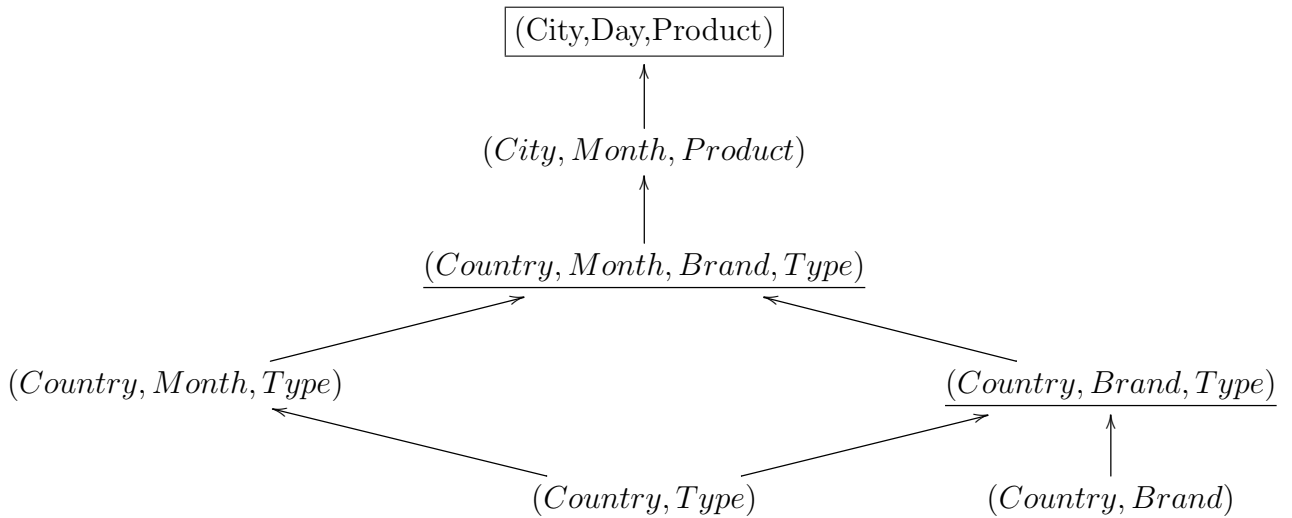 (City,Day,Product)
(City, Month, Product)
(Country, Month, Brand, Type)
(Country, Month, Type)
(Country, Brand, Type)
(Country, Type)
(Country, Brand)